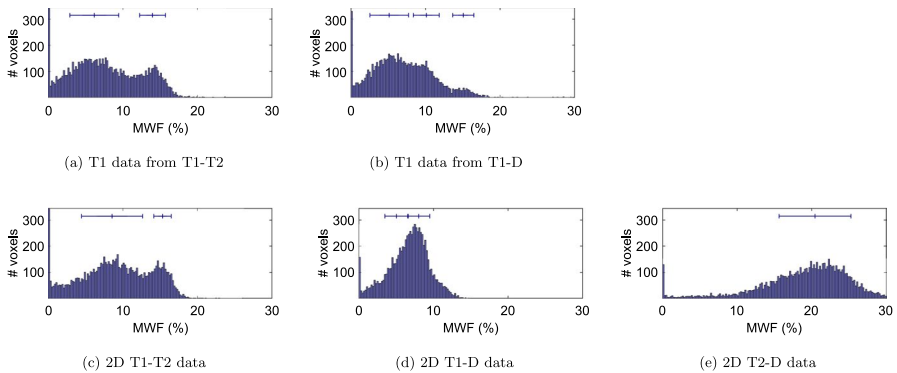 300
200
100
# voxels
0 10 20 30
MWF (%)
(a) T1 data from T1-T2
300
200
100
# voxels
0 10 20 30
MWF (%)
(b) T1 data from T1-D
300
200
100
# voxels
0 10 20 30
MWF (%)
(c) 2D T1-T2 data
300
200
100
# voxels
0 10 20 30
MWF (%)
(d) 2D T1-D data
300
200
100
# voxels
0 10 20 30
MWF (%)
(e) 2D T2-D data